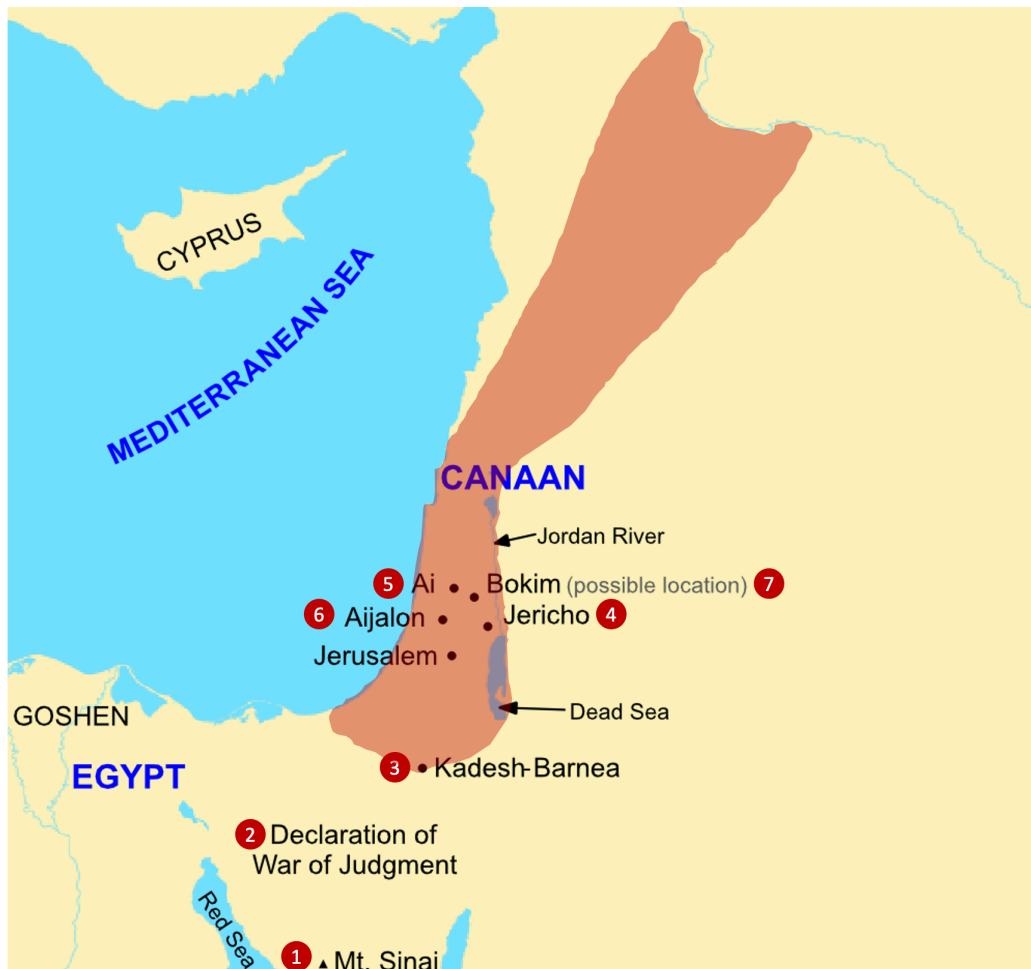 CYPRUS
MEDITERRANEAN SEA
CANAAN
Jordan River
5 Ai
Bokim (possible location) 7
6 Aijalon
Jericho 4
Jerusalem
GOSHEN
Dead Sea
EGYPT
3 Kadesh-Barnea
2 Declaration of
War of Judgment
Red Sea
1 Mt. Sinai